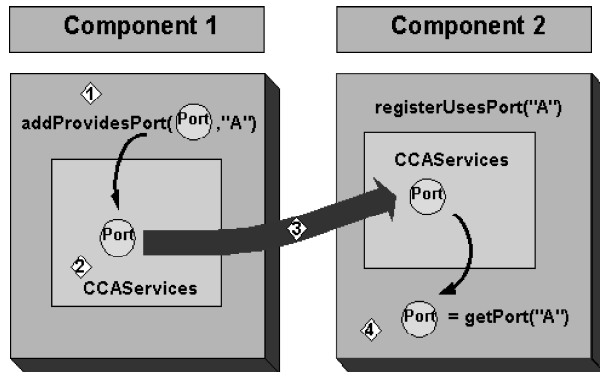 Component 1
Component 2
1
addProvidesPort( Port ,"A")
Port
2
CCAServices
3
registerUsesPort("A")
CCAServices
Port
4
Port = getPort("A")